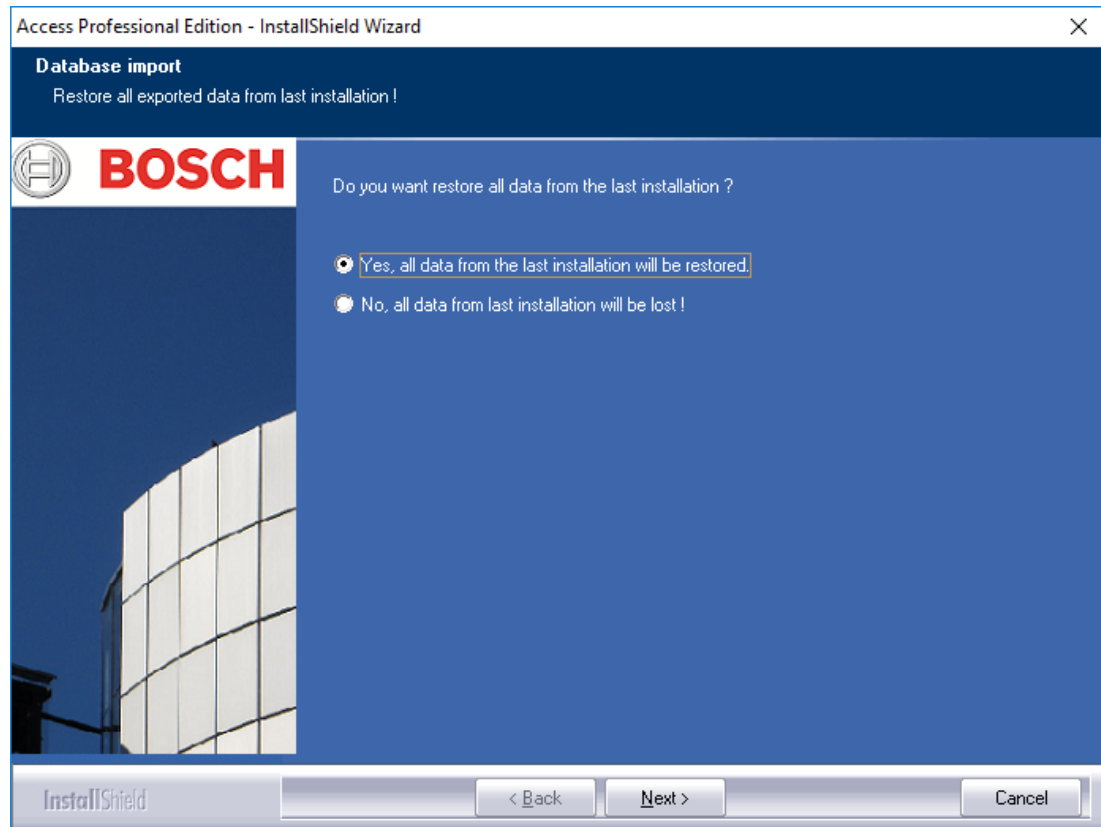 Access Professional Edition - InstallShield Wizard
Database import
Restore all exported data from last installation !
BOSCH
Do you want restore all data from the last installation ?
Yes, all data from the last installation will be restored.
No, all data from last installation will be lost !
InstallShield
< Back
Next >
Cancel